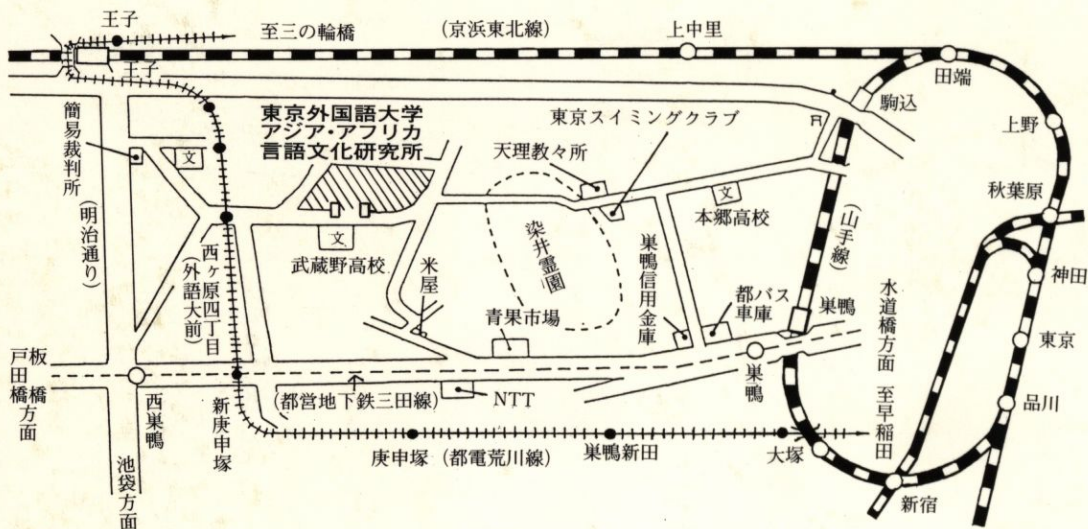 王子
至三の輪橋
(京浜東北線)
上中里
王子
田端
駒込
簡易裁判所
文
東京外国語大学
アジア・アフリカ
言語文化研究所
東京スイミングクラブ
天理教々所
上野
秋葉原
(明治通り)
文
本郷高校
(山手線)
文
武蔵野高校
染井霊園
巣鴨信用金庫
神田
西ヶ原四丁目
(外語大前)
米屋
青果市場
都バス
車庫
巣鴨
水道橋方面
至早稲田
東京
板橋
戸田橋方面
巣鴨
品川
西巣鴨
新庚申塚
(都営地下鉄三田線)
NTT
池袋方面
庚申塚
(都電荒川線)
巣鴨新田
大塚
新宿